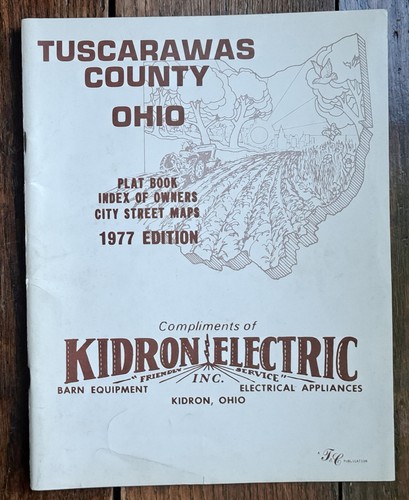 TUSCARAWAS
COUNTY
OHIO
PLAT BOOK
INDEX OF OWNERS
CITY STREET MAPS
1977 EDITION
Compliments of
KIDRON ELECTRIC
"FRIENDLY SERVICE"
INC.
BARN EQUIPMENT ELECTRICAL APPLIANCES
KIDRON, OHIO
PUBLICATION